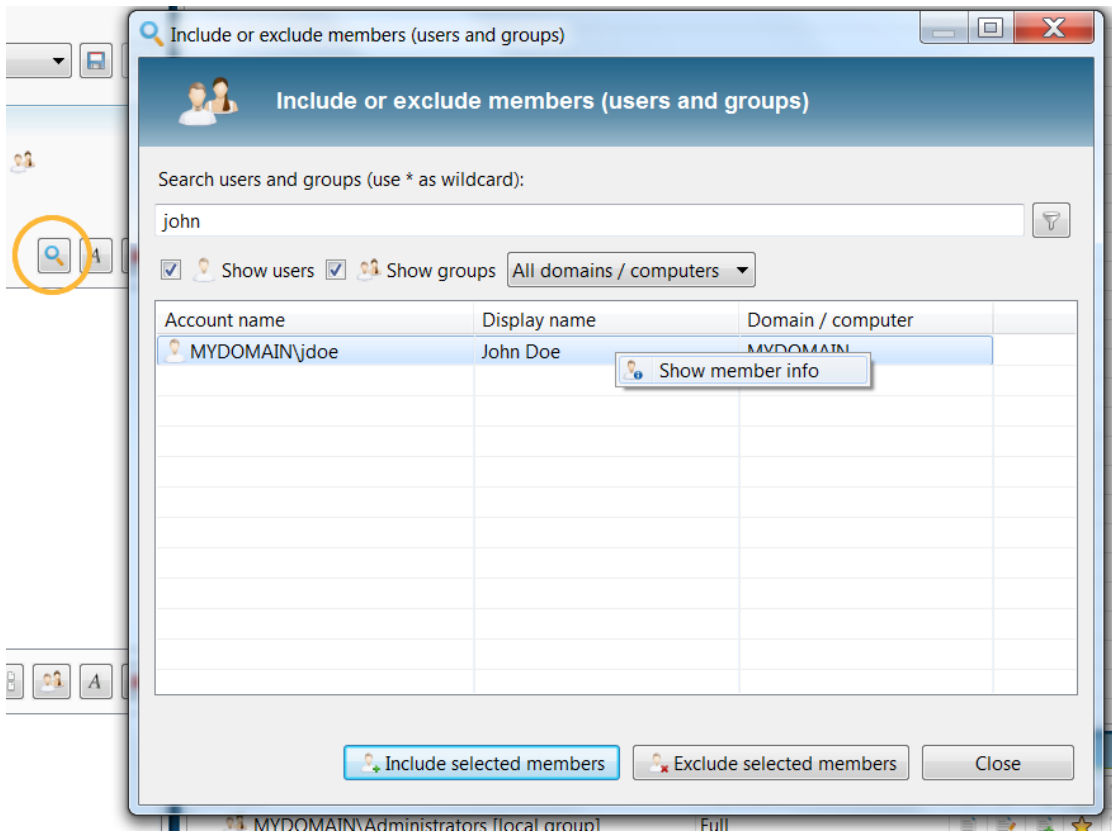 Include or exclude members (users and groups)
Include or exclude members (users and groups)
Search users and groups (use * as wildcard):
john
Show users Show groups All domains / computers
A
Account name Display name Domain / computer
MYDOMAIN\jdoe John Doe MYDOMAIN
Show member info
A
Include selected members Exclude selected members Close
MYDOMAIN\Administrators [local group] Full